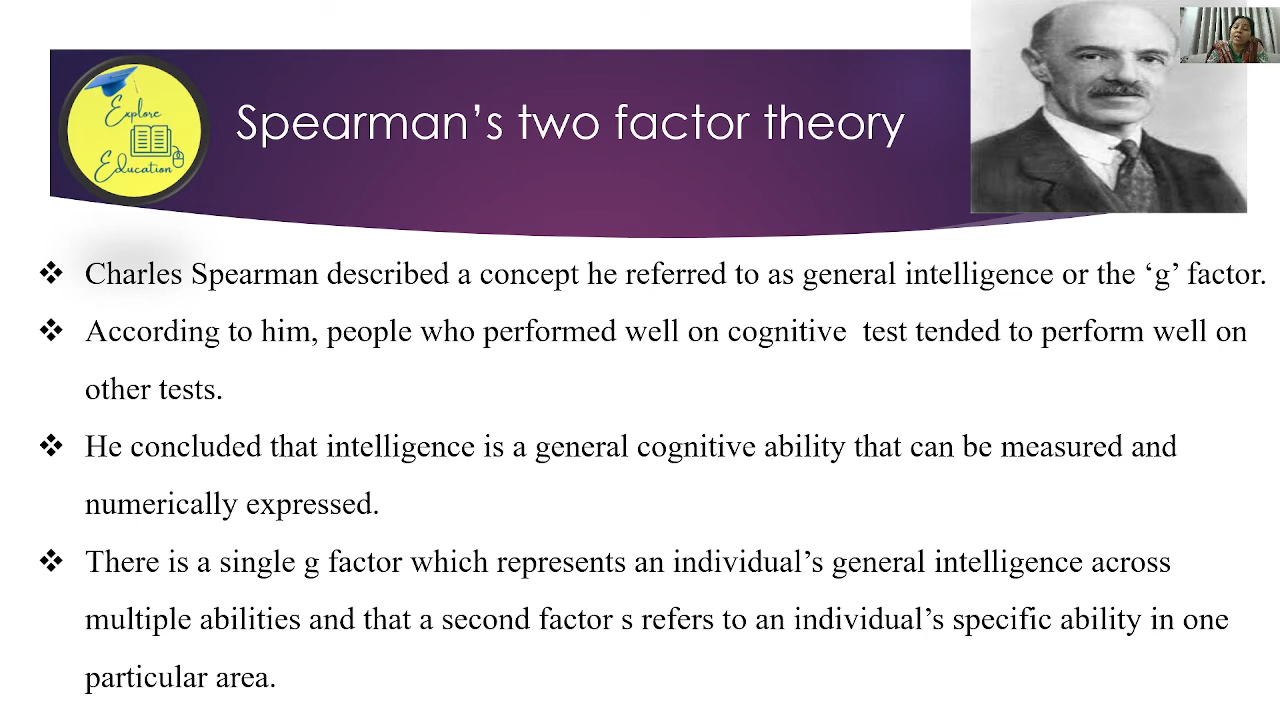 Explore
Education
Spearman’s two factor theory
❖ Charles Spearman described a concept he referred to as general intelligence or the ‘g’ factor.
❖ According to him, people who performed well on cognitive  test tended to perform well on
other tests.
❖ He concluded that intelligence is a general cognitive ability that can be measured and
numerically expressed.
❖ There is a single g factor which represents an individual’s general intelligence across
multiple abilities and that a second factor s refers to an individual’s specific ability in one
particular area.